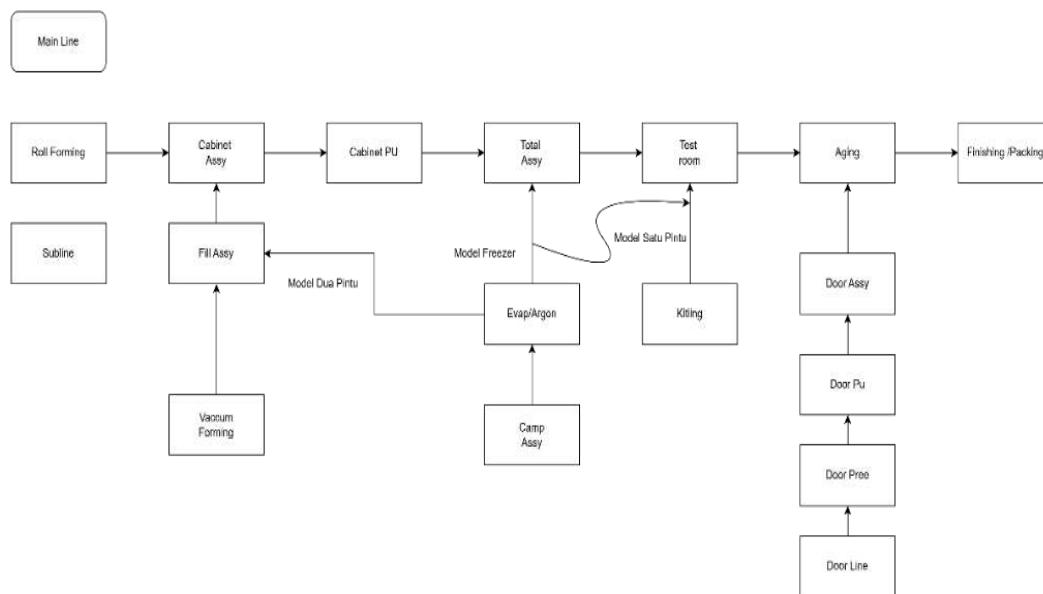 Main Line
Roll Forming
Cabinet
Assy
Cabinet PU
Total
Assy
Test
room
Aging
Finishing /Packing
Subline
Fill Assy
Model Dua Pintu
Model Freezer
Model Satu Pintu
Evap/Argon
Kitiing
Door Assy
Vaccum
Forming
Camp
Assy
Door Pu
Door Pree
Door Line